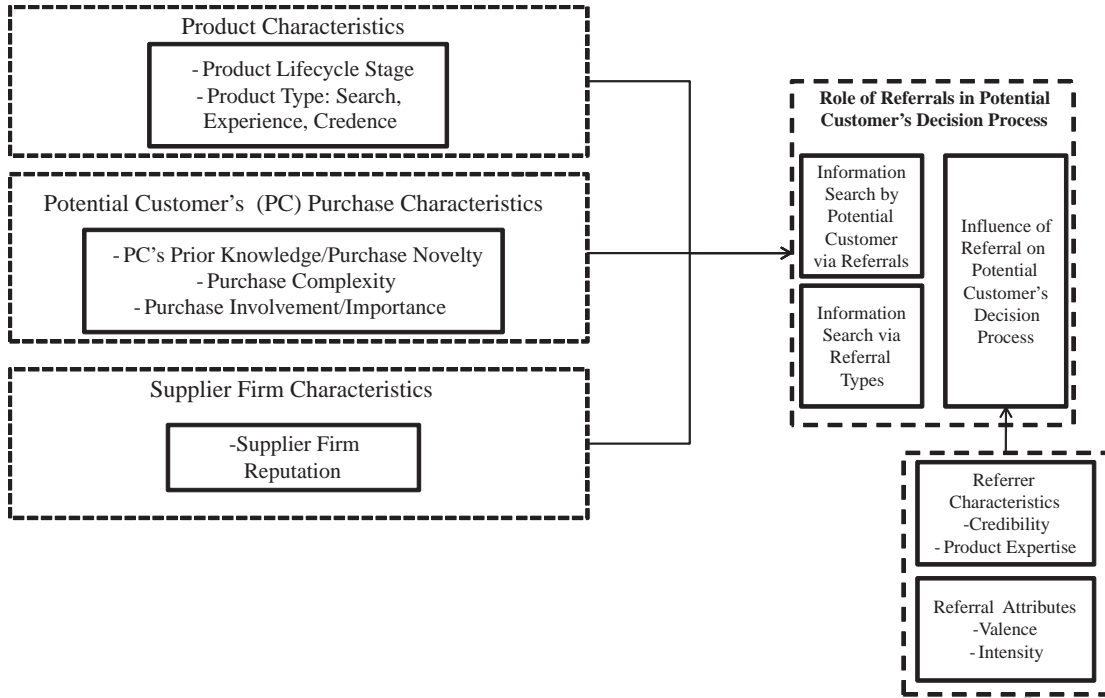 Product Characteristics
- Product Lifecycle Stage
- Product Type: Search,
Experience, Credence
Potential Customer's (PC) Purchase Characteristics
- PC's Prior Knowledge/Purchase Novelty
- Purchase Complexity
- Purchase Involvement/Importance
Supplier Firm Characteristics
-Supplier Firm
Reputation
Role of Referrals in Potential
Customer's Decision Process
Information
Search by
Potential
Customer
via Referrals
Information
Search via
Referral
Types
Influence of
Referral on
Potential
Customer's
Decision
Process
Referrer
Characteristics
-Credibility
- Product Expertise
Referral Attributes
-Valence
- Intensity